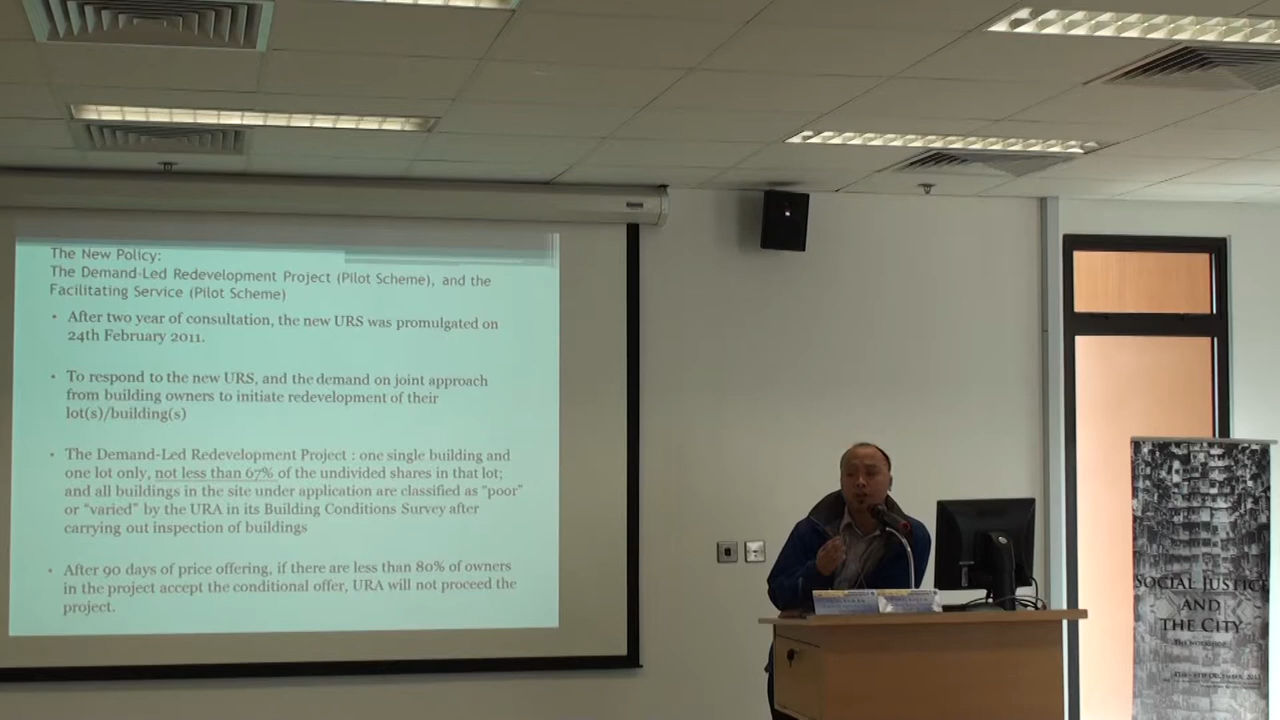 The New Policy:
The Demand-Led Redevelopment Project (Pilot Scheme), and the
Facilitating Service (Pilot Scheme)
• After two year of consultation, the new URS was promulgated on
24th February 2011.
• To respond to the new URS, and the demand on joint approach
from building owners to initiate redevelopment of their
lot(s)/building(s)
• The Demand-Led Redevelopment Project : one single building and
one lot only, not less than 67% of the undivided shares in that lot;
and all buildings in the site under application are classified as “poor”
or “varied” by the URA in its Building Conditions Survey after
carrying out inspection of buildings
• After 90 days of price offering, if there are less than 80% of owners
in the project accept the conditional offer, URA will not proceed the
project.
SOCIAL JUSTICE
AND
THE CITY